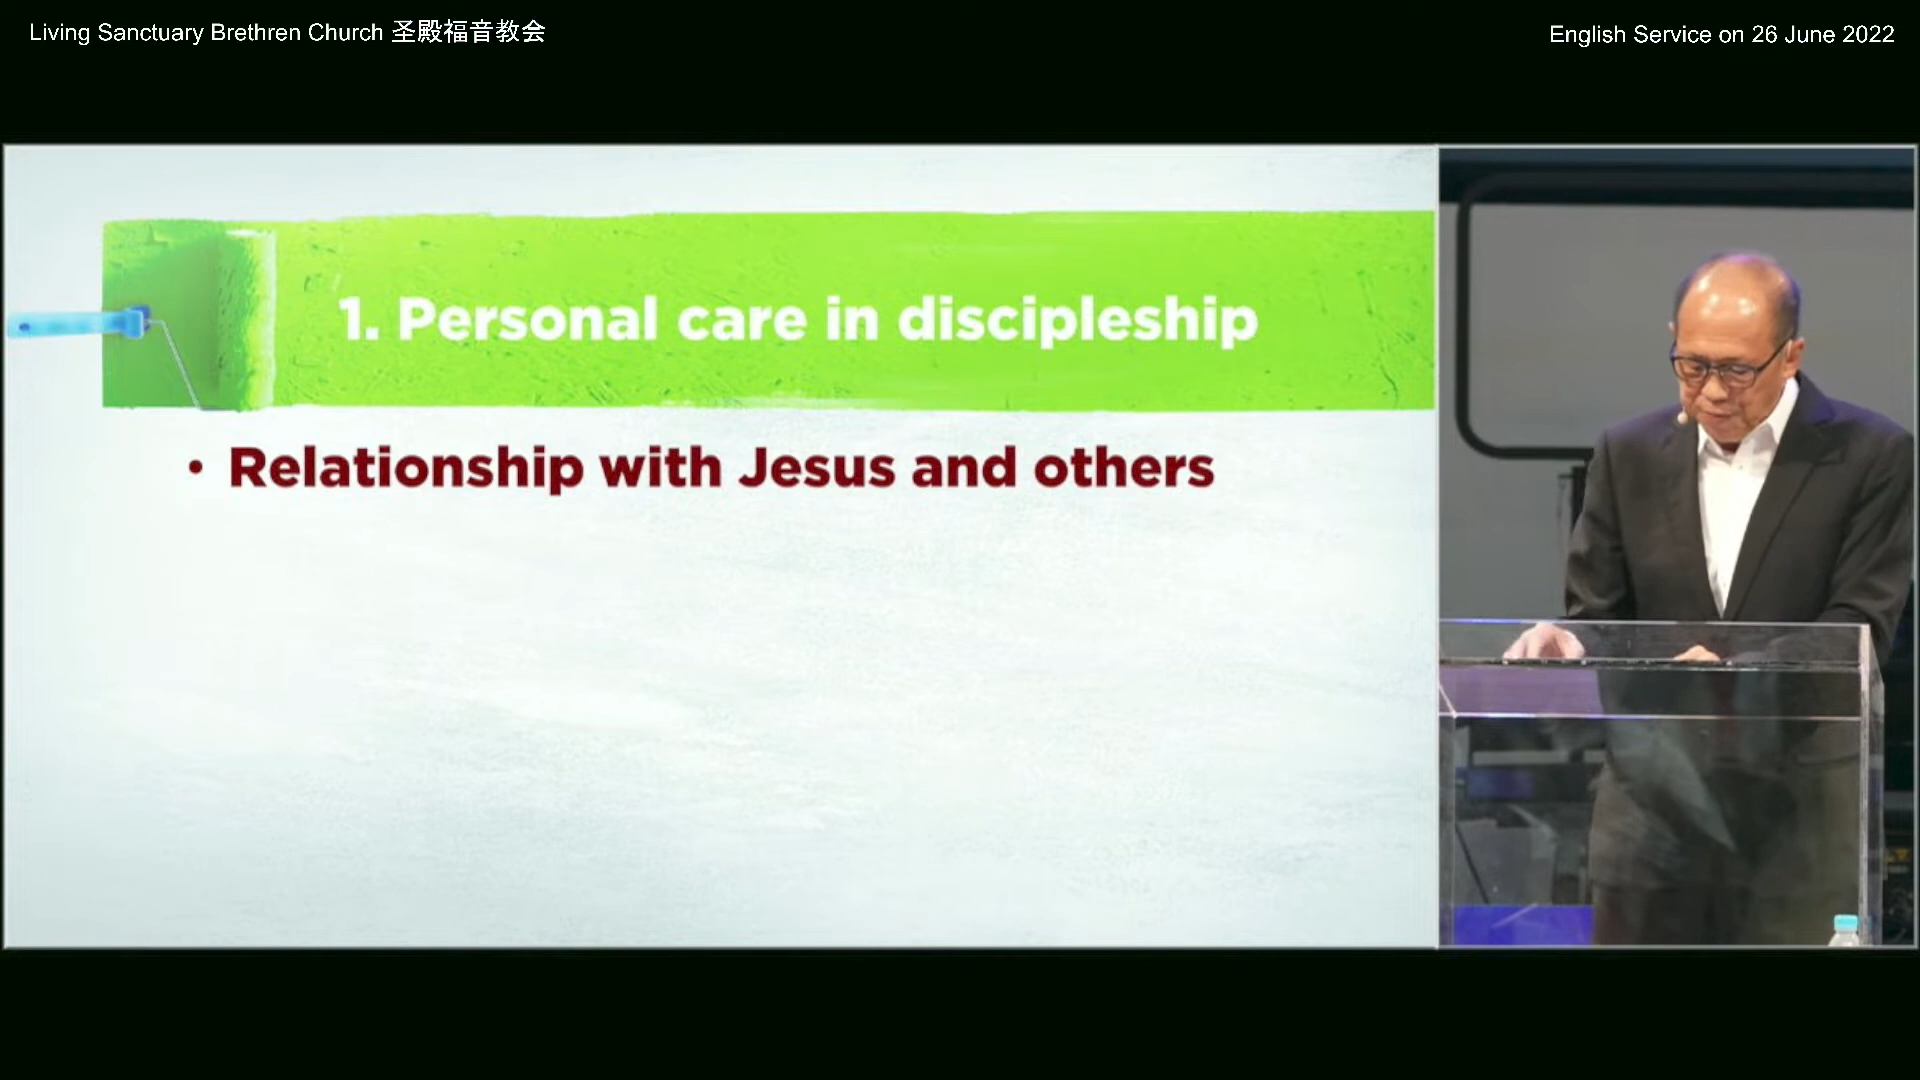 Living Sanctuary Brethren Church 圣殿福音教会
English Service on 26 June 2022
1. Personal care in discipleship
• Relationship with Jesus and others